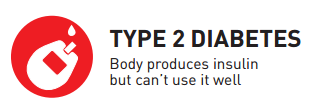 TYPE 2 DIABETES
Body produces insulin
but can't use it well